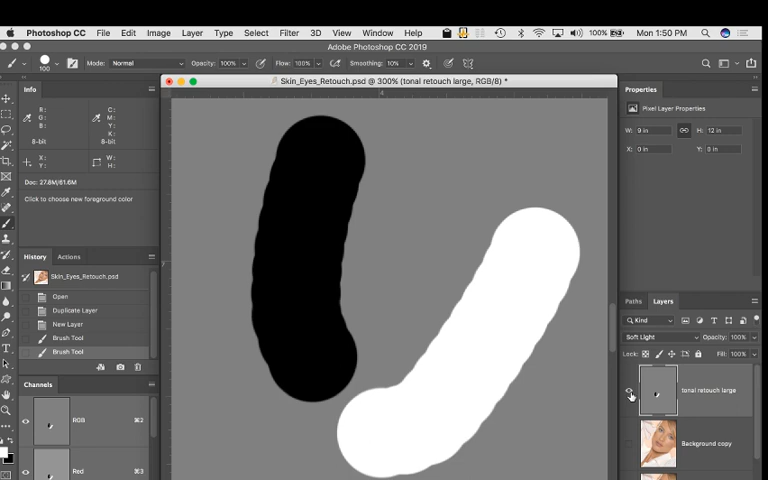 Photoshop CC File Edit Image Layer Type Select Filter 3D View Window Help 100% Mon 1:50 PM
Adobe Photoshop CC 2019
100 Mode: Normal Opacity: 100% Flow: 100% Smoothing: 10%
Info
R:
G:
B:
8-bit
C:
M:
Y:
K:
8-bit
X:
Y:
W:
H:
Doc: 27.8M/61.6M
Click to choose new foreground color
History Actions
Skin_Eyes_Retouch.psd
Open
Duplicate Layer
New Layer
Brush Tool
Brush Tool
Channels
RGB ⌘2
Red ⌘3
Skin_Eyes_Retouch.psd @ 300% (tonal retouch large, RGB/8) *
4
Properties
Pixel Layer Properties
W: 9 in H: 12 in
X: 0 in Y: 0 in
Paths Layers
Kind
Soft Light Opacity: 100%
Lock: Fill: 100%
tonal retouch large
Background copy